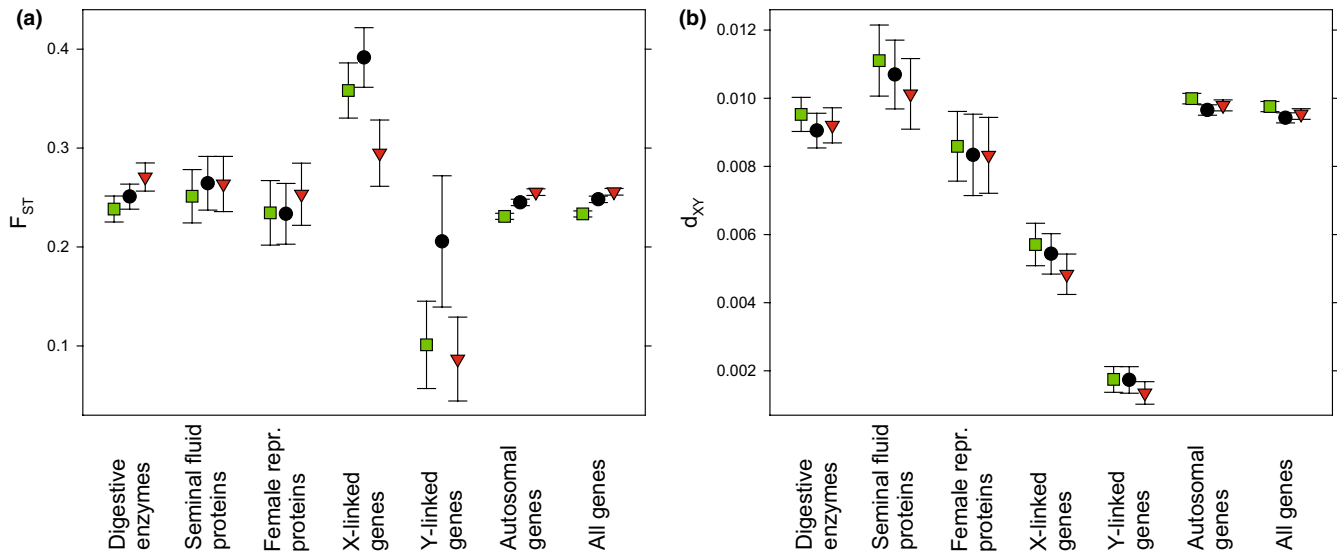 (a)
F_ST
0.4
0.3
0.2
0.1
Digestive
enzymes
Seminal fluid
proteins
Female repr.
proteins
X-linked
genes
Y-linked
genes
Autosomal
genes
All genes
(b)
d_XY
0.012
0.010
0.008
0.006
0.004
0.002
Digestive
enzymes
Seminal fluid
proteins
Female repr.
proteins
X-linked
genes
Y-linked
genes
Autosomal
genes
All genes